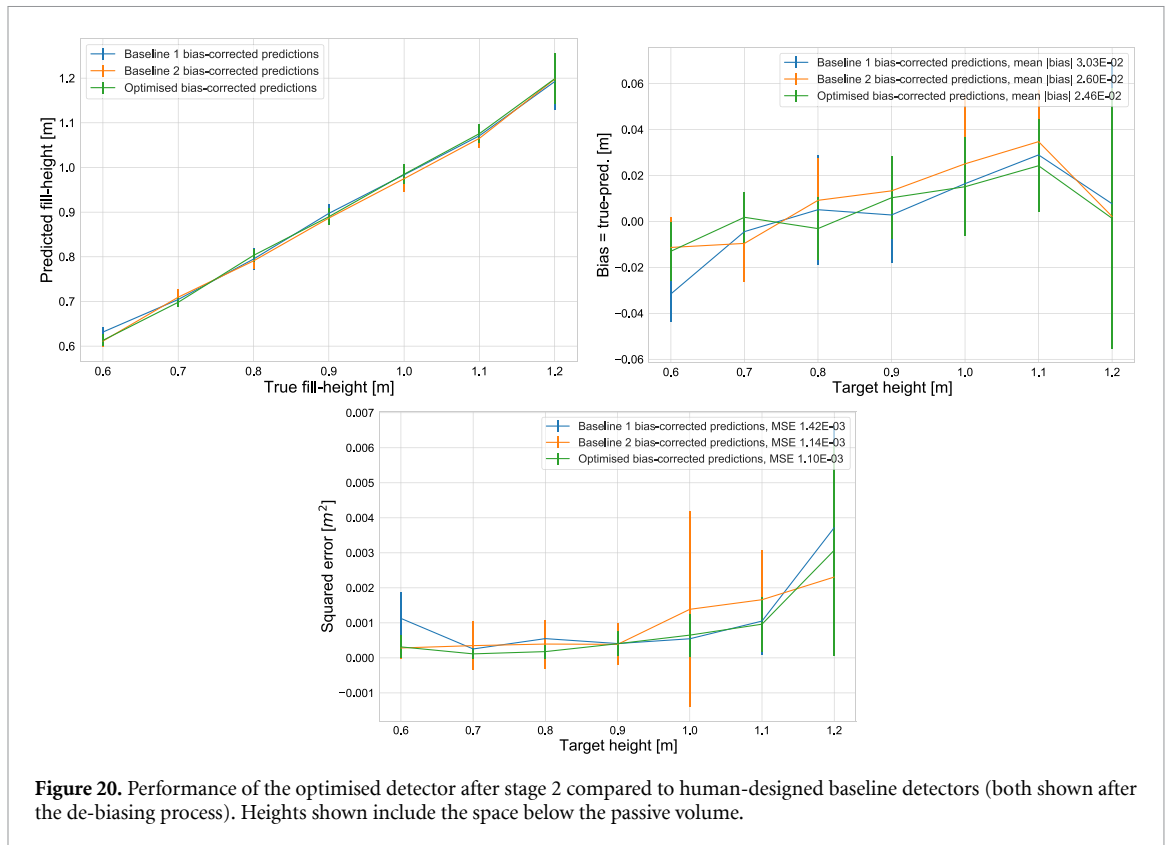 Baseline 1 bias-corrected predictions
Baseline 2 bias-corrected predictions
Optimised bias-corrected predictions
1.2
1.1
1.0
0.9
0.8
0.7
0.6
Predicted fill-height [m]
0.6 0.7 0.8 0.9 1.0 1.1 1.2
True fill-height [m]
Baseline 1 bias-corrected predictions, mean |bias| 3.03E-02
Baseline 2 bias-corrected predictions, mean |bias| 2.60E-02
Optimised bias-corrected predictions, mean |bias| 2.46E-02
0.06
0.04
0.02
0.00
−0.02
−0.04
−0.06
Bias = true-pred. [m]
0.6 0.7 0.8 0.9 1.0 1.1 1.2
Target height [m]
Baseline 1 bias-corrected predictions, MSE 1.42E-03
Baseline 2 bias-corrected predictions, MSE 1.14E-03
Optimised bias-corrected predictions, MSE 1.10E-03
0.007
0.006
0.005
0.004
0.003
0.002
0.001
0.000
−0.001
Squared error [m²]
0.6 0.7 0.8 0.9 1.0 1.1 1.2
Target height [m]
Figure 20. Performance of the optimised detector after stage 2 compared to human-designed baseline detectors (both shown after
the de-biasing process). Heights shown include the space below the passive volume.